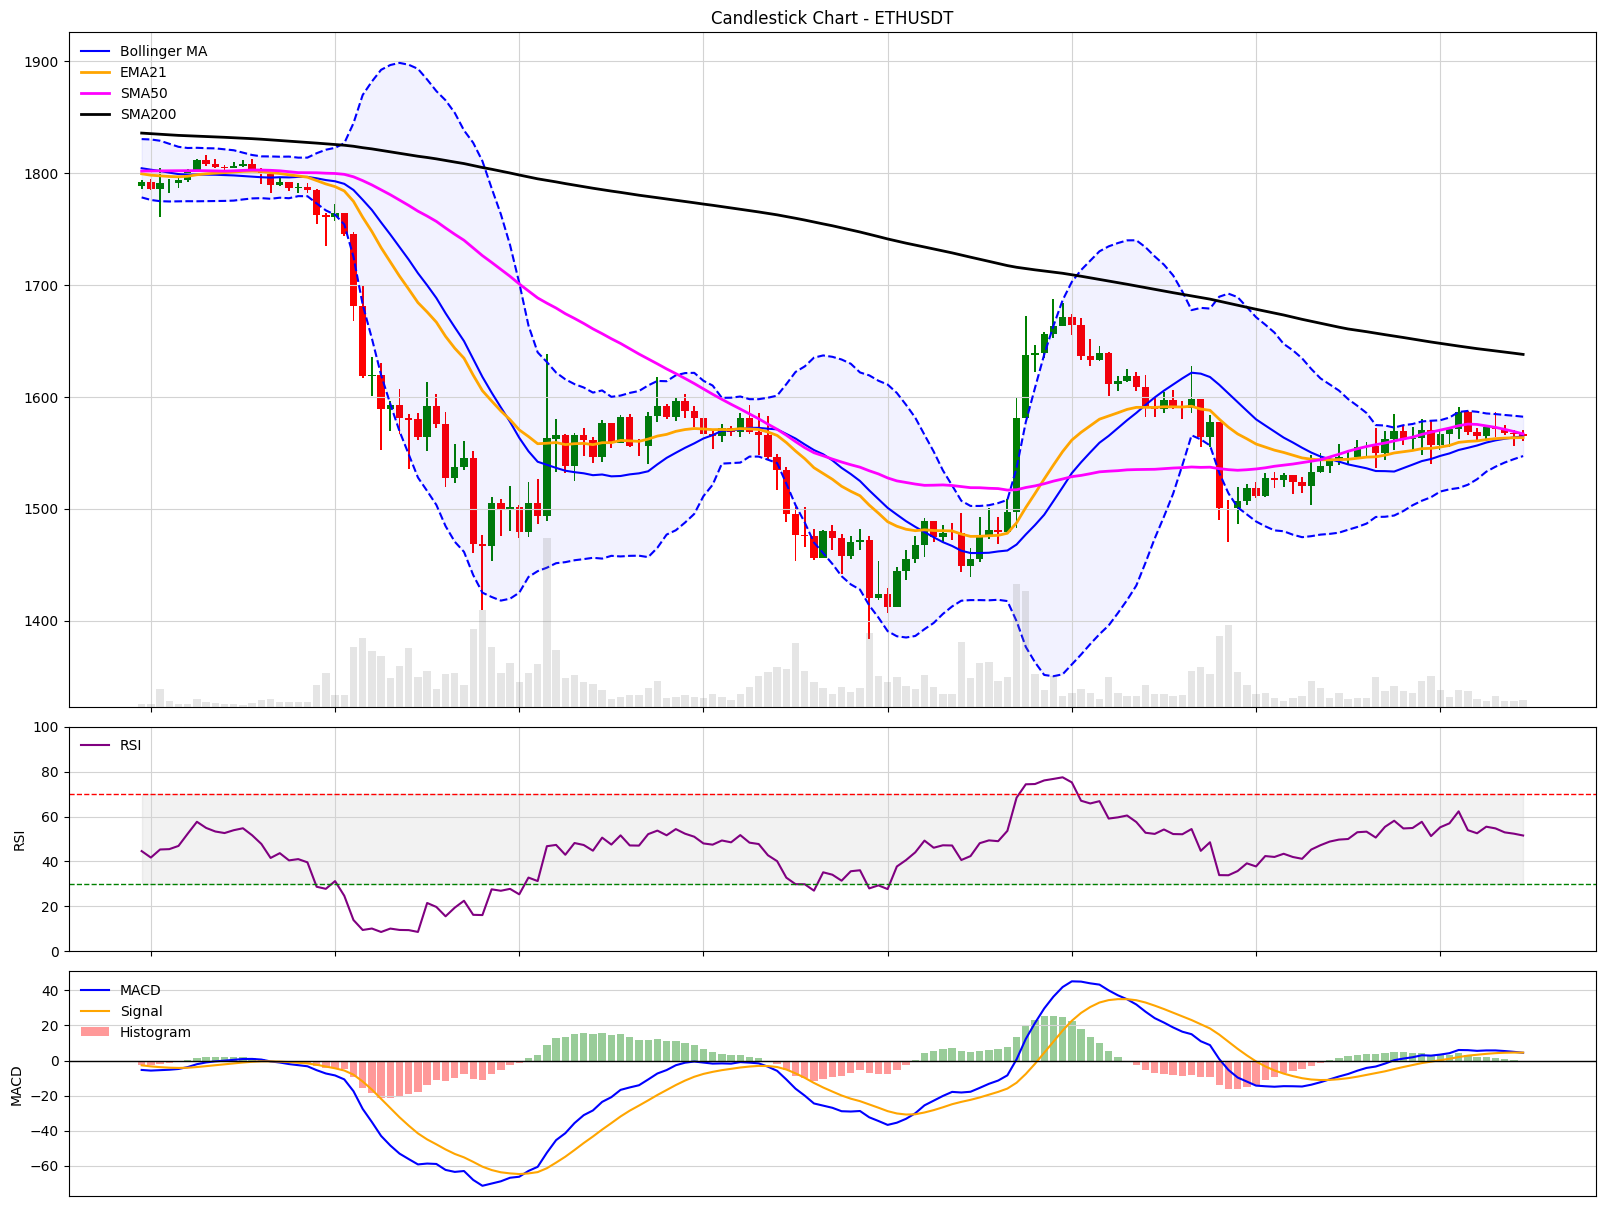 Candlestick Chart - ETHUSDT
Bollinger MA
EMA21
SMA50
SMA200
1900
1800
1700
1600
1500
1400
RSI
100
80
60
40
20
0
RSI
MACD
Signal
Histogram
40
20
0
−20
−40
−60
MACD